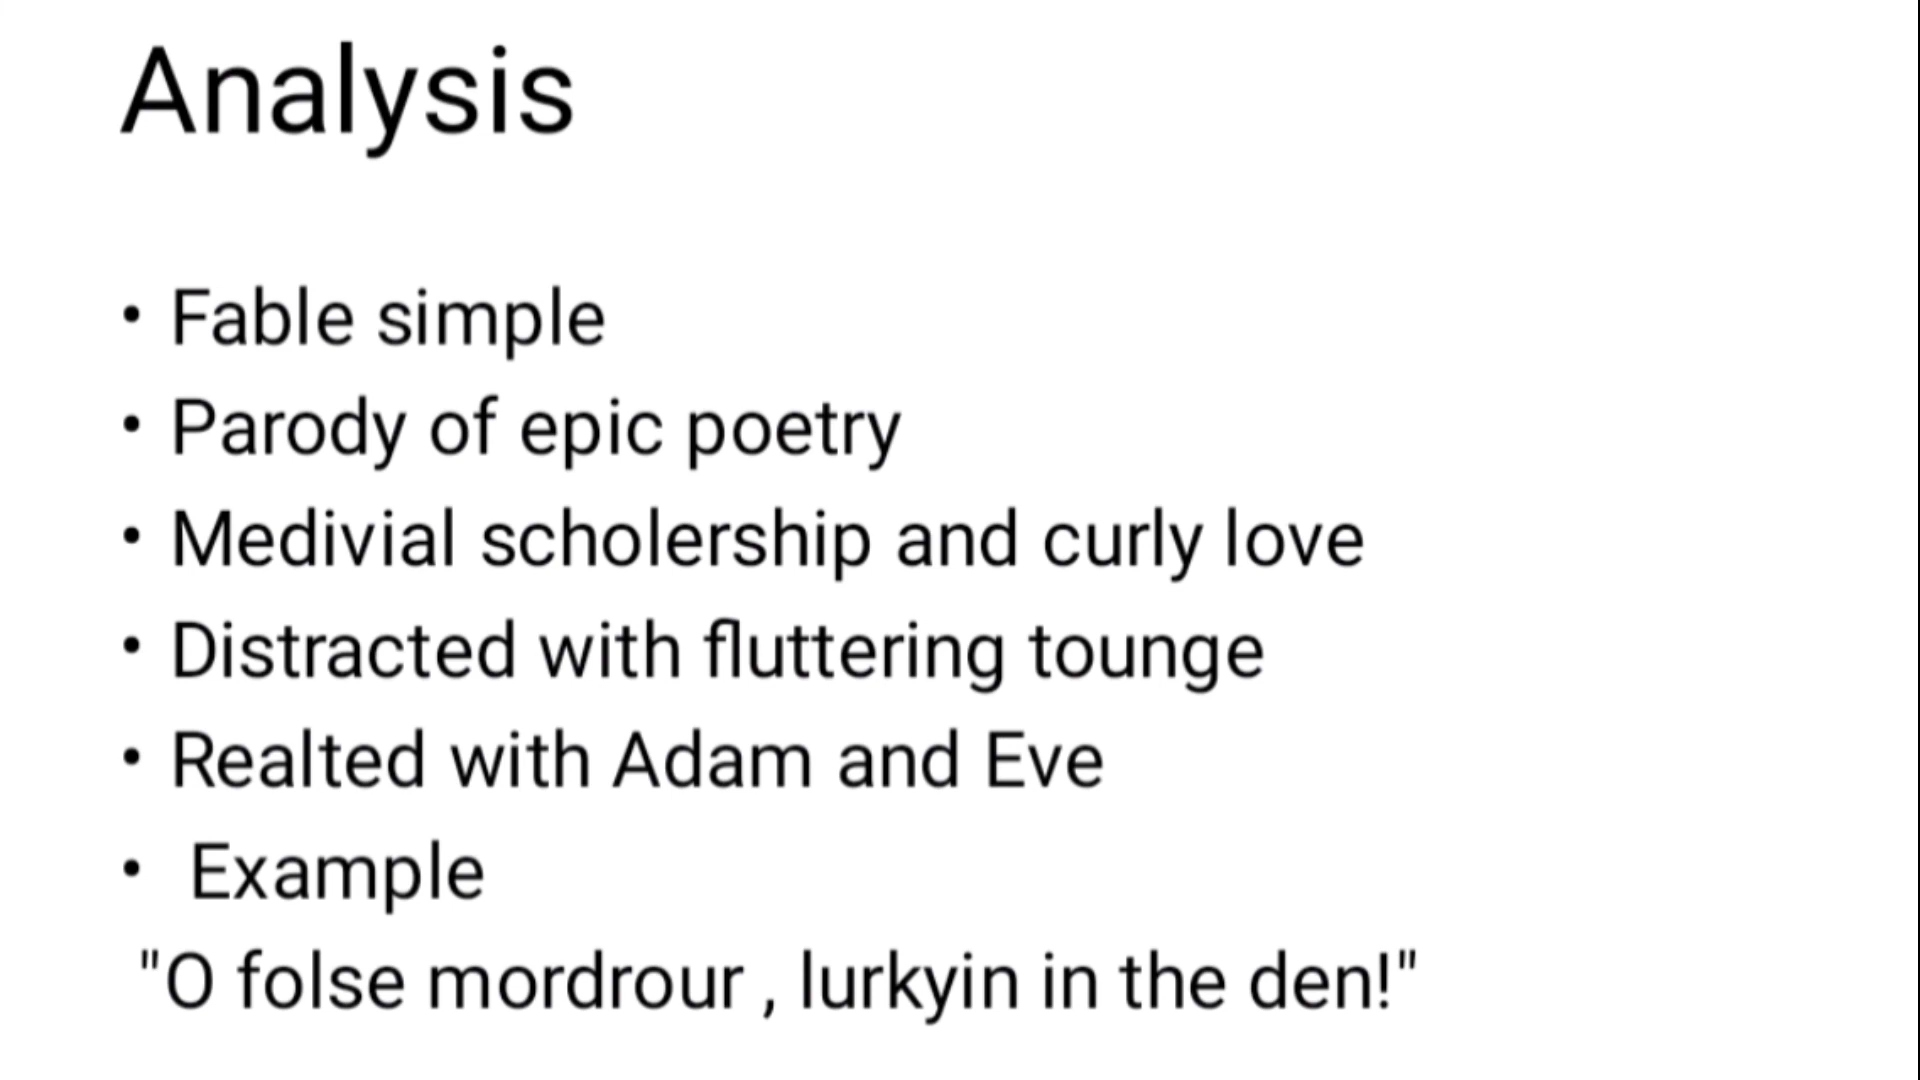 Analysis
• Fable simple
• Parody of epic poetry
• Medivial scholership and curly love
• Distracted with fluttering tounge
• Realted with Adam and Eve
• Example
"O folse mordrour , lurkyin in the den!"